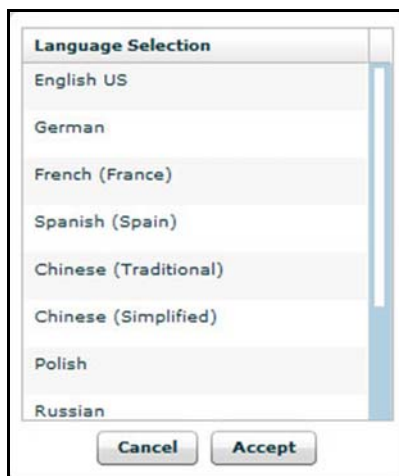 Language Selection
English US
German
French (France)
Spanish (Spain)
Chinese (Traditional)
Chinese (Simplified)
Polish
Russian
Cancel Accept